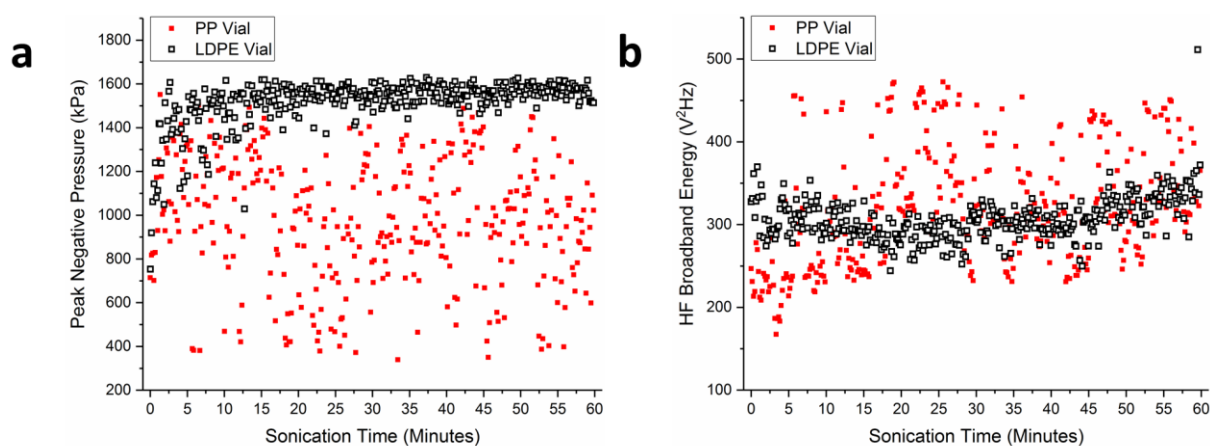 a
PP Vial
LDPE Vial
1800
1600
1400
1200
1000
800
600
400
200
Peak Negative Pressure (kPa)
0 5 10 15 20 25 30 35 40 45 50 55 60
Sonication Time (Minutes)
b
PP Vial
LDPE Vial
500
400
300
200
100
HF Broadband Energy (V²Hz)
0 5 10 15 20 25 30 35 40 45 50 55 60
Sonication Time (Minutes)